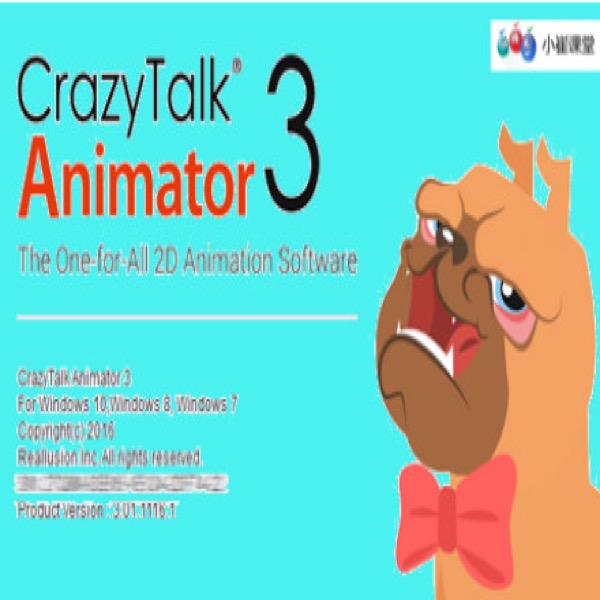 小崔课堂
CrazyTalk® 3
Animator
The One-for-All 2D Animation Software
CrazyTalk Animator 3
For Windows 10,Windows 8, Windows 7
Copyright(c) 2016
Reallusion Inc. All rights reserved.
Product Version : 3.01.1116.1